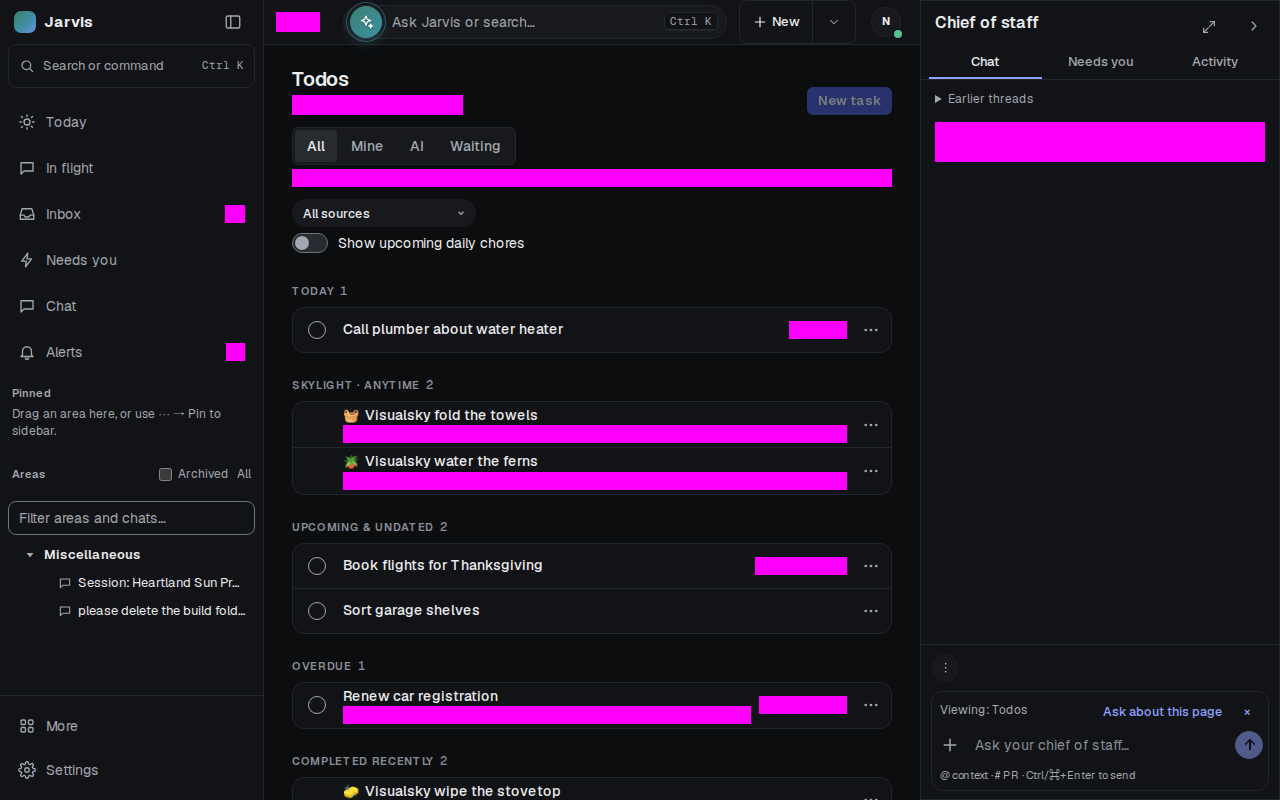 Jarvis
Search or command
Ctrl K
Today
In flight
Inbox
Needs you
Chat
Alerts
Pinned
Drag an area here, or use ··· → Pin to
sidebar.
Areas
Archived
All
Filter areas and chats…
Miscellaneous
Session: Heartland Sun Pr…
please delete the build fold…
More
Settings
Ask Jarvis or search…
Ctrl K
New
N
Todos
New task
All
Mine
AI
Waiting
All sources
Show upcoming daily chores
TODAY 1
Call plumber about water heater
SKYLIGHT · ANYTIME 2
🧺 Visualsky fold the towels
🪴 Visualsky water the ferns
UPCOMING & UNDATED 2
Book flights for Thanksgiving
Sort garage shelves
OVERDUE 1
Renew car registration
COMPLETED RECENTLY 2
🧽 Visualsky wipe the stovetop
Chief of staff
Chat
Needs you
Activity
Earlier threads
Viewing: Todos
Ask about this page
×
Ask your chief of staff…
@ context · # PR · Ctrl/⌘+Enter to send